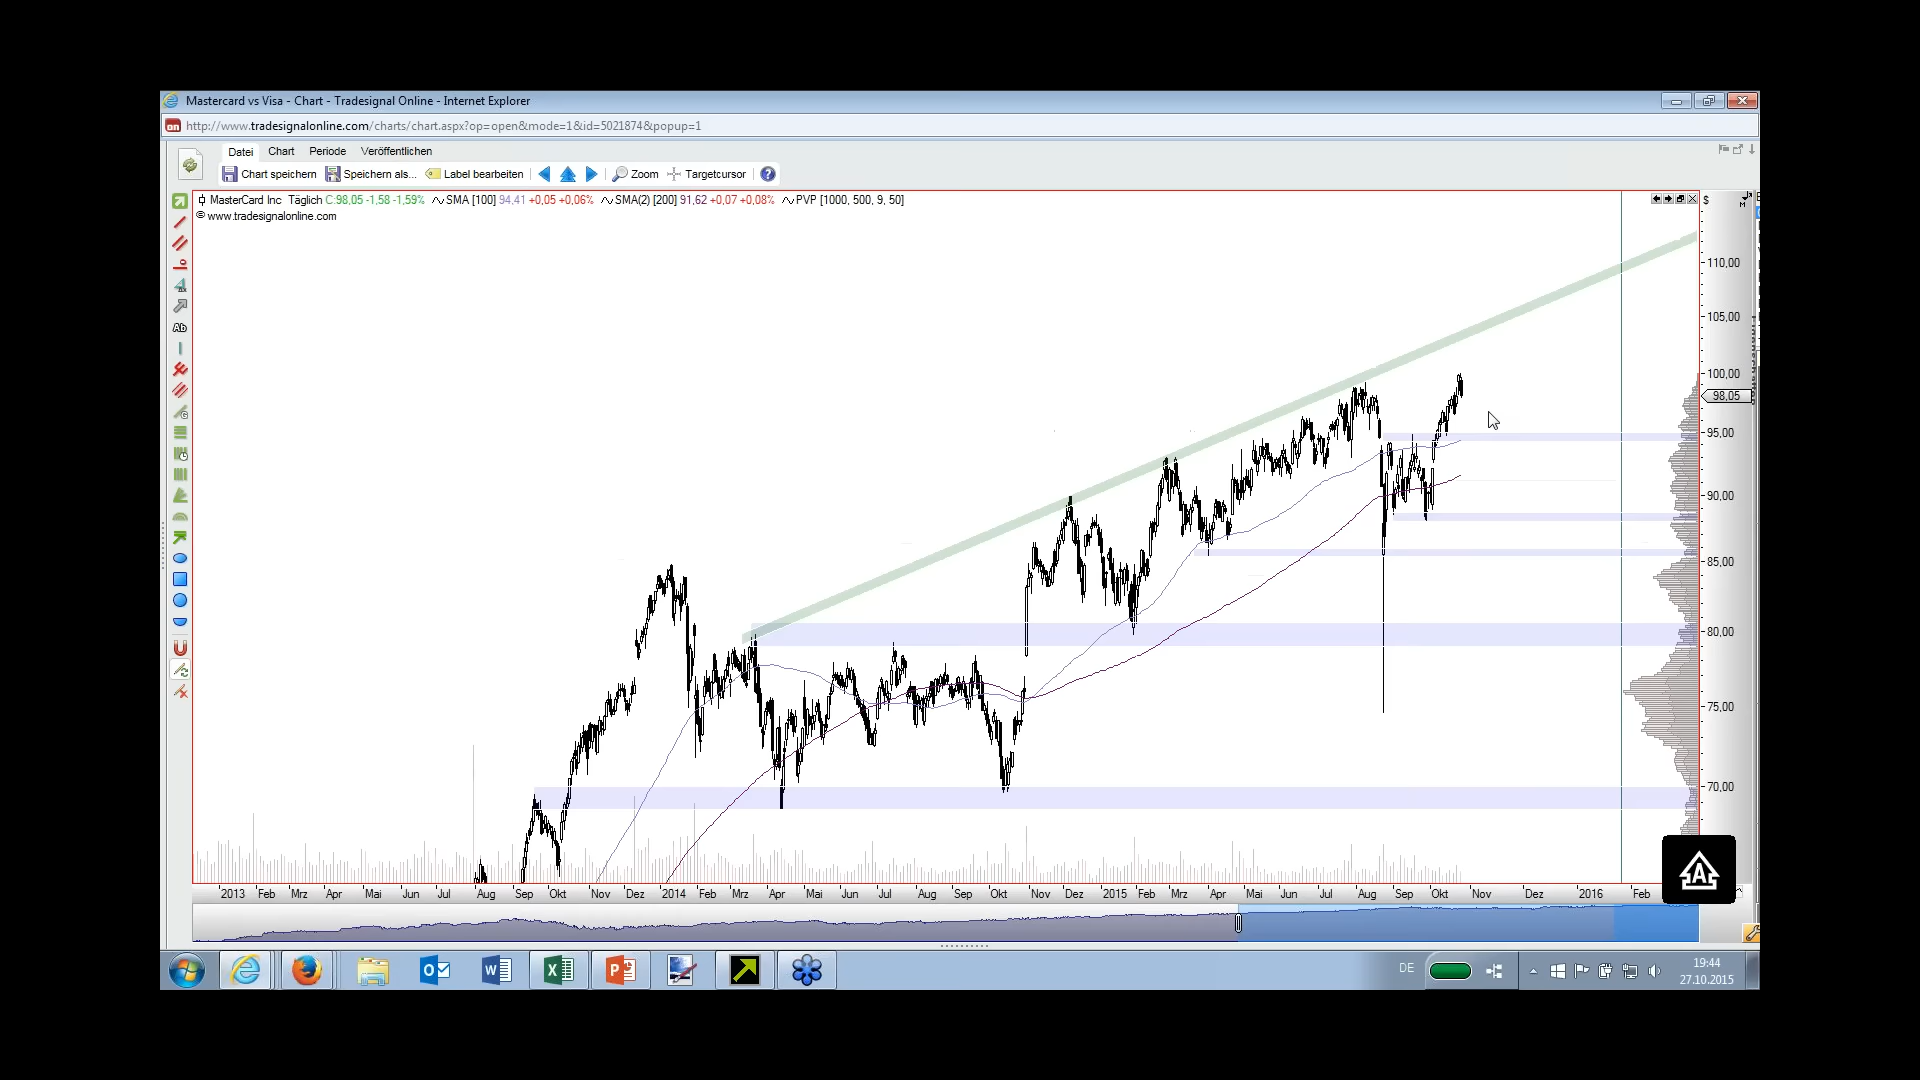 Mastercard vs Visa - Chart - Tradesignal Online - Internet Explorer
http://www.tradesignalonline.com/charts/chart.aspx?op=open&mode=1&id=5021874&popup=1
Datei Chart Periode Veröffentlichen
Chart speichern Speichern als... Label bearbeiten Zoom Targetcursor ?
MasterCard Inc Täglich C:98,05 -1,58 -1,59% SMA [100] 94,41 +0,05 +0,06% SMA(2) [200] 91,62 +0,07 +0,08% PVP [1000, 500, 9, 50] $
© www.tradesignalonline.com
110,00
105,00
100,00
98,05
95,00
90,00
85,00
80,00
75,00
70,00
Ab
2013 Feb Mrz Apr Mai Jun Jul Aug Sep Okt Nov Dez 2014 Feb Mrz Apr Mai Jun Jul Aug Sep Okt Nov Dez 2015 Feb Mrz Apr Mai Jun Jul Aug Sep Okt Nov Dez 2016 Feb
DE
19:44
27.10.2015